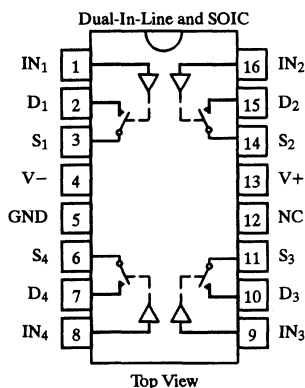 Dual-In-Line and SOIC
IN1 1 16 IN2
D1 2 15 D2
S1 3 14 S2
V− 4 13 V+
GND 5 12 NC
S4 6 11 S3
D4 7 10 D3
IN4 8 9 IN3
Top View